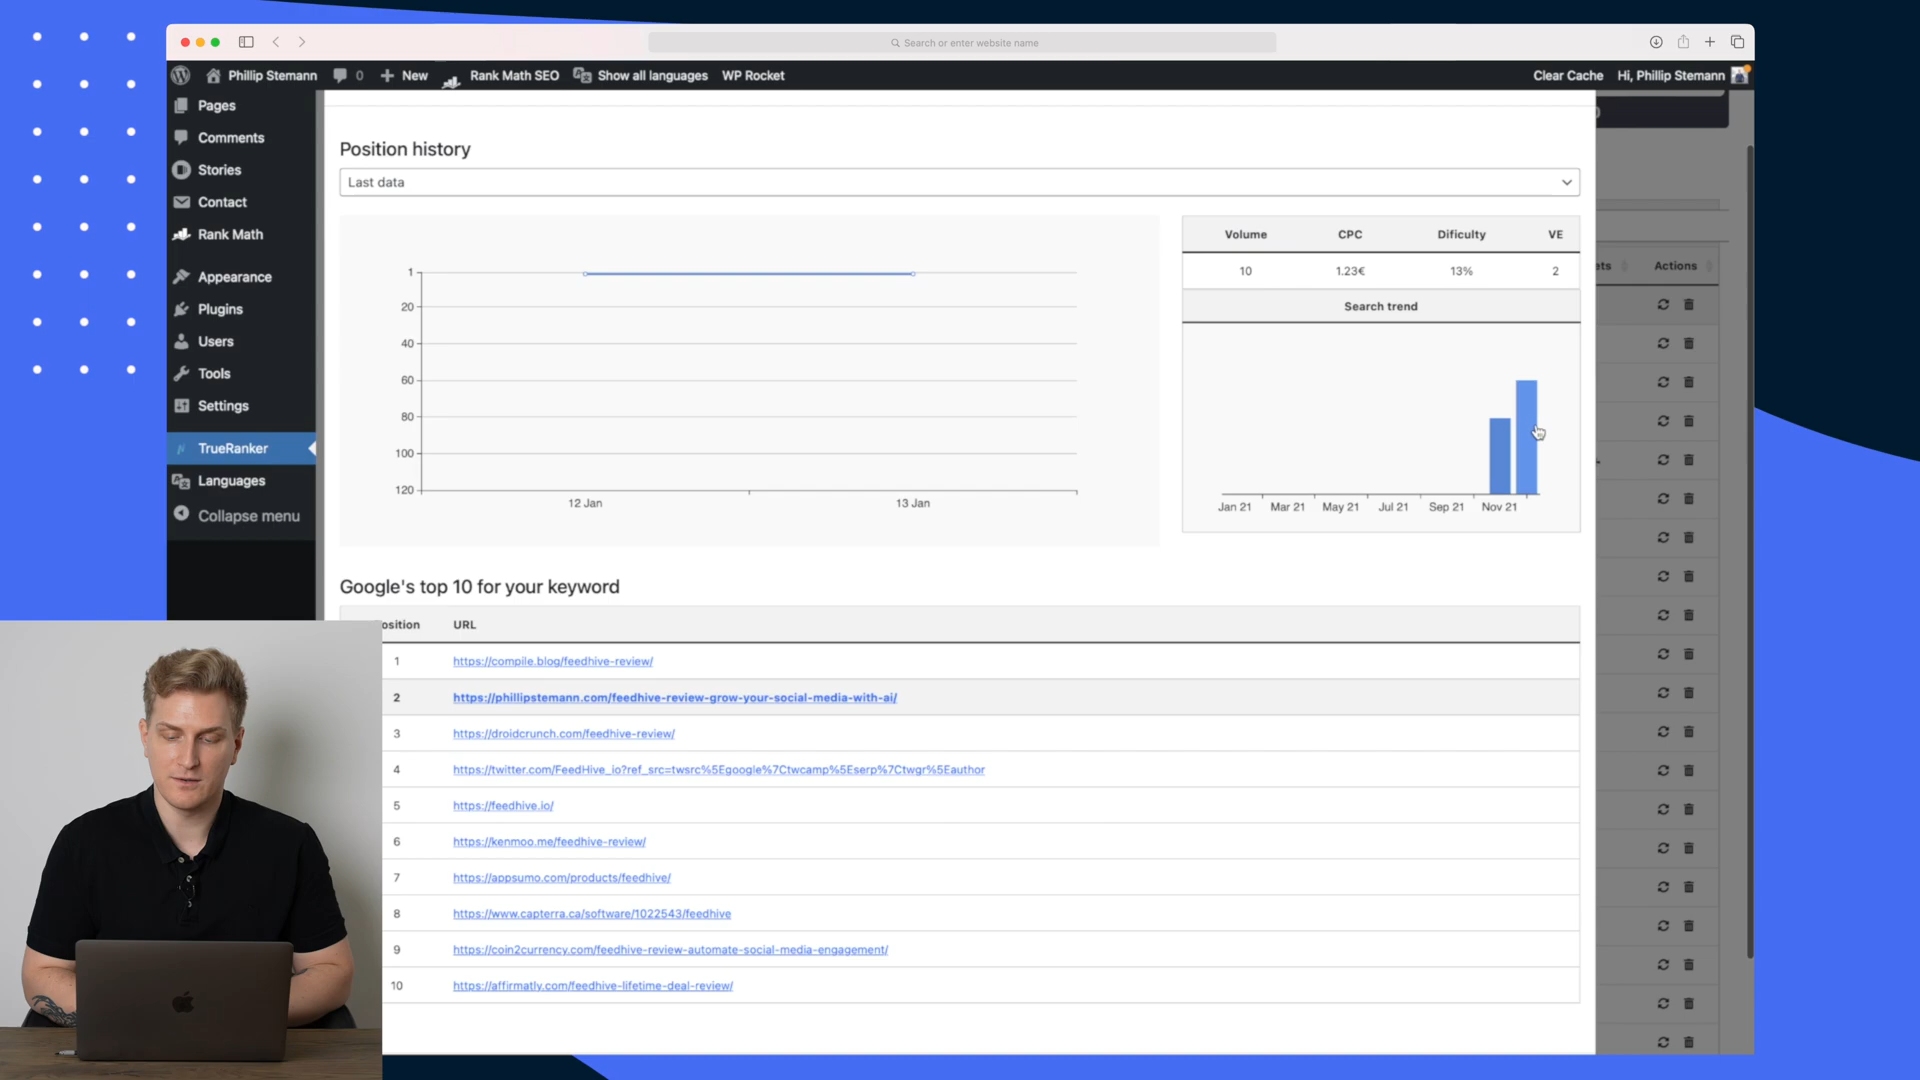 Search or enter website name
Phillip Stemann 0 New Rank Math SEO Show all languages WP Rocket Clear Cache Hi, Phillip Stemann
Pages
Comments
Stories
Contact
Rank Math
Appearance
Plugins
Users
Tools
Settings
TrueRanker
Languages
Collapse menu
Position history
Last data
1
20
40
60
80
100
120
12 Jan 13 Jan
Volume CPC Dificulty VE
10 1.23€ 13% 2
Search trend
Jan 21 Mar 21 May 21 Jul 21 Sep 21 Nov 21
ets Actions
Google's top 10 for your keyword
osition URL
1 https://compile.blog/feedhive-review/
2 https://phillipstemann.com/feedhive-review-grow-your-social-media-with-ai/
3 https://droidcrunch.com/feedhive-review/
4 https://twitter.com/FeedHive_io?ref_src=twsrc%5Egoogle%7Ctwcamp%5Eserp%7Ctwgr%5Eauthor
5 https://feedhive.io/
6 https://kenmoo.me/feedhive-review/
7 https://appsumo.com/products/feedhive/
8 https://www.capterra.ca/software/1022543/feedhive
9 https://coin2currency.com/feedhive-review-automate-social-media-engagement/
10 https://affirmatly.com/feedhive-lifetime-deal-review/